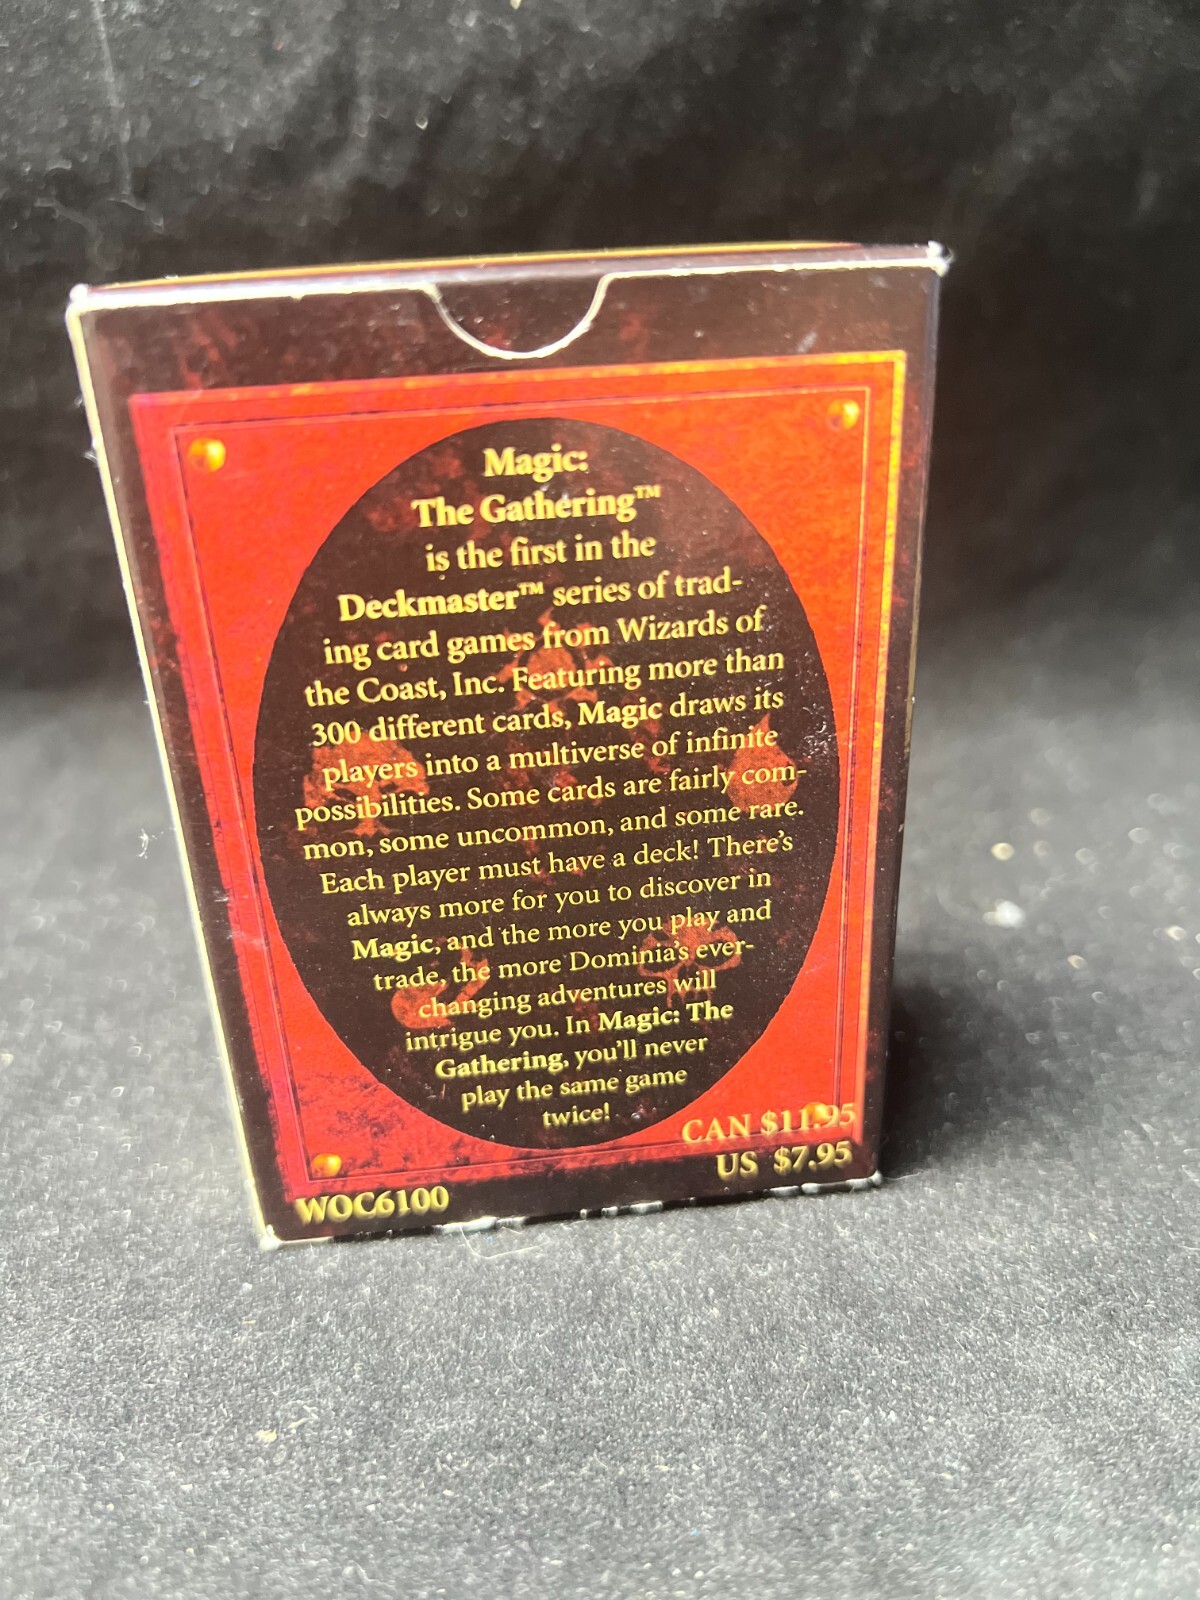 Magic:
The Gathering™
is the first in the
Deckmaster™ series of trad-
ing card games from Wizards of
the Coast, Inc. Featuring more than
300 different cards, Magic draws its
players into a multiverse of infinite
possibilities. Some cards are fairly com-
mon, some uncommon, and some rare.
Each player must have a deck! There's
always more for you to discover in
Magic, and the more you play and
trade, the more Dominia's ever-
changing adventures will
intrigue you. In Magic: The
Gathering, you'll never
play the same game
twice!
CAN $11.95
US $7.95
WOC6100